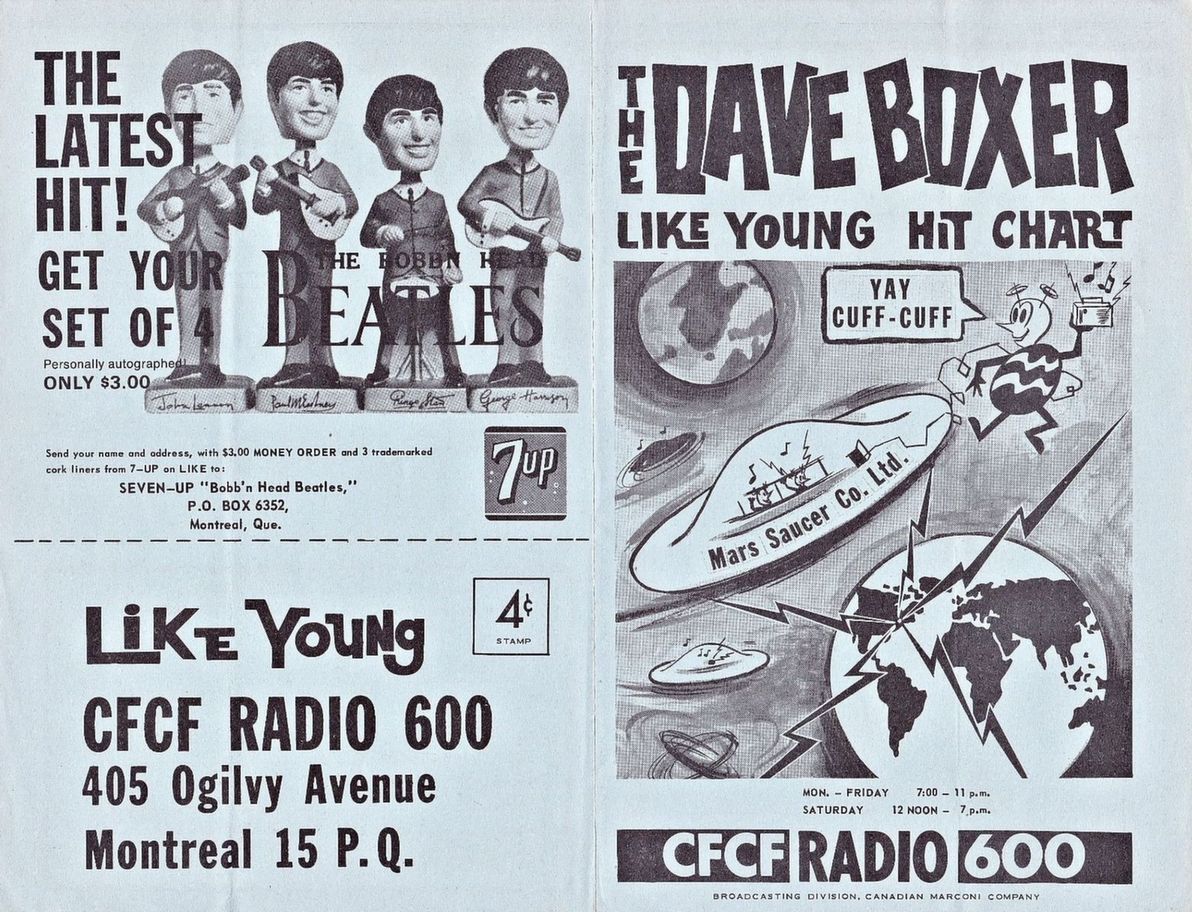 THE
LATEST
HIT!
GET YOUR
SET OF 4
THE BOBB'N HEAD
BEATLES
Personally autographed!
ONLY $3.00
John Lennon
Paul McCartney
Ringo Starr
George Harrison
Send your name and address, with $3.00 MONEY ORDER and 3 trademarked
cork liners from 7-UP on LIKE to:
SEVEN-UP "Bobb'n Head Beatles,"
P.O. BOX 6352,
Montreal, Que.
7up
LiKE YOUNg
4¢
STAMP
CFCF RADIO 600
405 Ogilvy Avenue
Montreal 15 P.Q.
THE DAVE BOXER
LIKE YOUNG HiT CHART
YAY
CUFF-CUFF
Mars Saucer Co. Ltd.
MON. - FRIDAY 7:00 - 11 p.m.
SATURDAY 12 NOON - 7 p.m.
CFCF RADIO 600
BROADCASTING DIVISION, CANADIAN MARCONI COMPANY